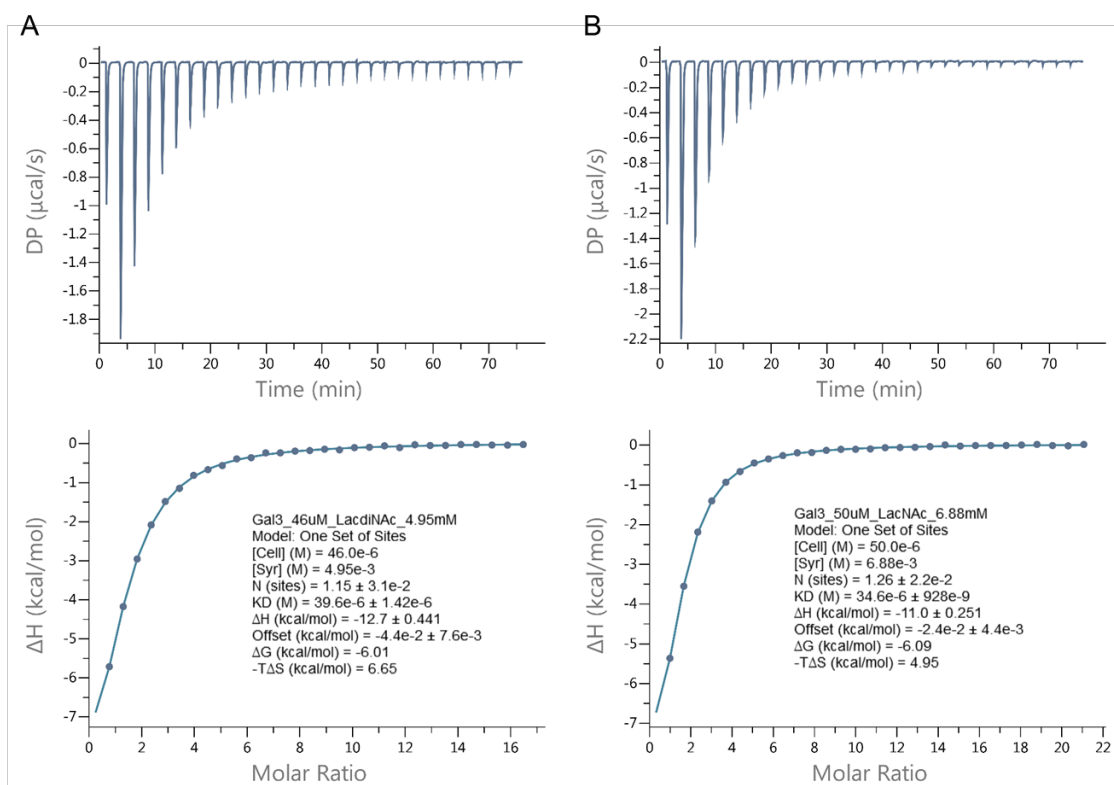 A
0
-0.2
-0.4
-0.6
-0.8
-1
-1.2
-1.4
-1.6
-1.8
DP (µcal/s)
0 10 20 30 40 50 60 70
Time (min)
0
-1
-2
-3
-4
-5
-6
-7
ΔH (kcal/mol)
Gal3_46uM_LacdiNAc_4.95mM
Model: One Set of Sites
[Cell] (M) = 46.0e-6
[Syr] (M) = 4.95e-3
N (sites) = 1.15 ± 3.1e-2
KD (M) = 39.6e-6 ± 1.42e-6
ΔH (kcal/mol) = -12.7 ± 0.441
Offset (kcal/mol) = -4.4e-2 ± 7.6e-3
ΔG (kcal/mol) = -6.01
-TΔS (kcal/mol) = 6.65
0 2 4 6 8 10 12 14 16
Molar Ratio
B
0
-0.2
-0.4
-0.6
-0.8
-1
-1.2
-1.4
-1.6
-1.8
-2
-2.2
DP (µcal/s)
0 10 20 30 40 50 60 70
Time (min)
0
-1
-2
-3
-4
-5
-6
-7
ΔH (kcal/mol)
Gal3_50uM_LacNAc_6.88mM
Model: One Set of Sites
[Cell] (M) = 50.0e-6
[Syr] (M) = 6.88e-3
N (sites) = 1.26 ± 2.2e-2
KD (M) = 34.6e-6 ± 928e-9
ΔH (kcal/mol) = -11.0 ± 0.251
Offset (kcal/mol) = -2.4e-2 ± 4.4e-3
ΔG (kcal/mol) = -6.09
-TΔS (kcal/mol) = 4.95
0 2 4 6 8 10 12 14 16 18 20 22
Molar Ratio